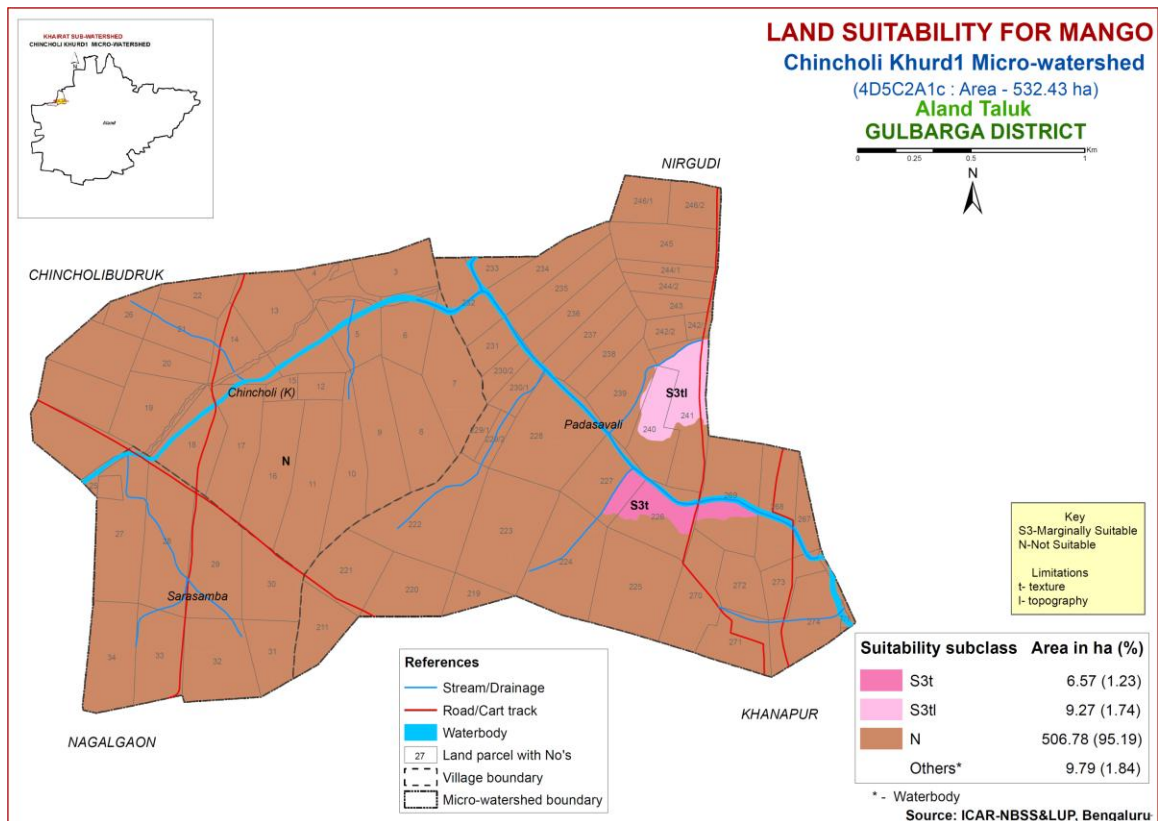 KHAIRAT SUB-WATERSHED
CHINCHOLI KHURD1 MICRO-WATERSHED
Aland
LAND SUITABILITY FOR MANGO
Chincholi Khurd1 Micro-watershed
(4D5C2A1c : Area - 532.43 ha)
Aland Taluk
GULBARGA DISTRICT
Km
0 0.25 0.5 1
N
NIRGUDI
CHINCHOLIBUDRUK
246/1 246/2
245
244/1
244/2
243
242/2 242/
233 234
235
236
237
238
239
231
230/2
230/1
229/1
229/2
228
4 3
22
13
26 21
14
5 6
20
15 12
7
Chincholi (K)
19
18 17
9 8
N
16 11 10
Padasavali
S3tl
240 241
227
S3t
226
269 268 267
222 223
224
225
27 28
29
30
221
220 219
272 273
270
274
271
Sarasamba
211
34 33 32 31
NAGALGAON
KHANAPUR
Key
S3-Marginally Suitable
N-Not Suitable
Limitations
t- texture
l- topography
References
Stream/Drainage
Road/Cart track
Waterbody
27 Land parcel with No's
Village boundary
Micro-watershed boundary
Suitability subclass Area in ha (%)
S3t 6.57 (1.23)
S3tl 9.27 (1.74)
N 506.78 (95.19)
Others* 9.79 (1.84)
* - Waterbody
Source: ICAR-NBSS&LUP, Bengaluru